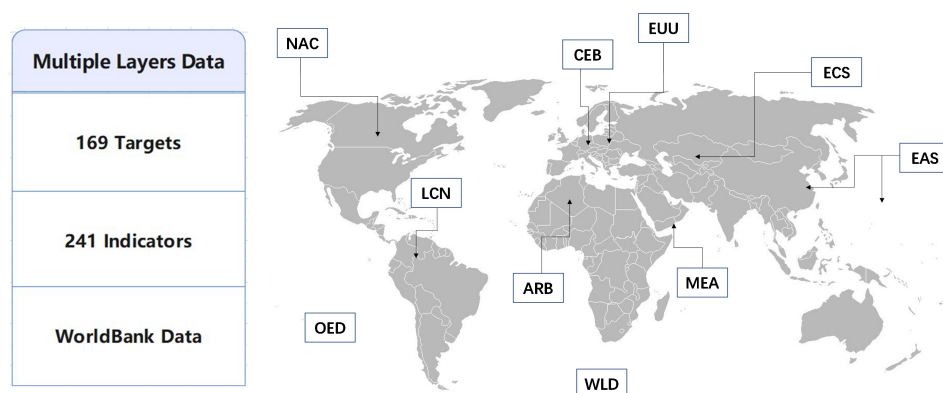 Multiple Layers Data
169 Targets
241 Indicators
WorldBank Data
NAC
CEB
EUU
ECS
EAS
LCN
ARB
MEA
OED
WLD